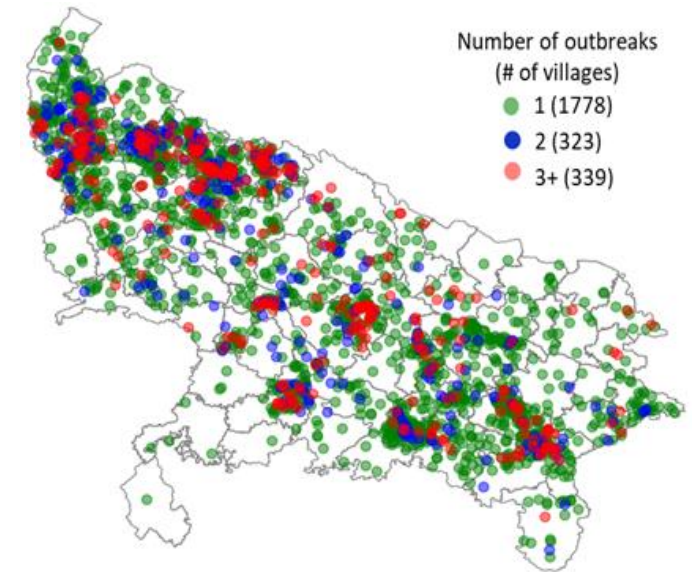 Number of outbreaks
(# of villages)
1 (1778)
2 (323)
3+ (339)